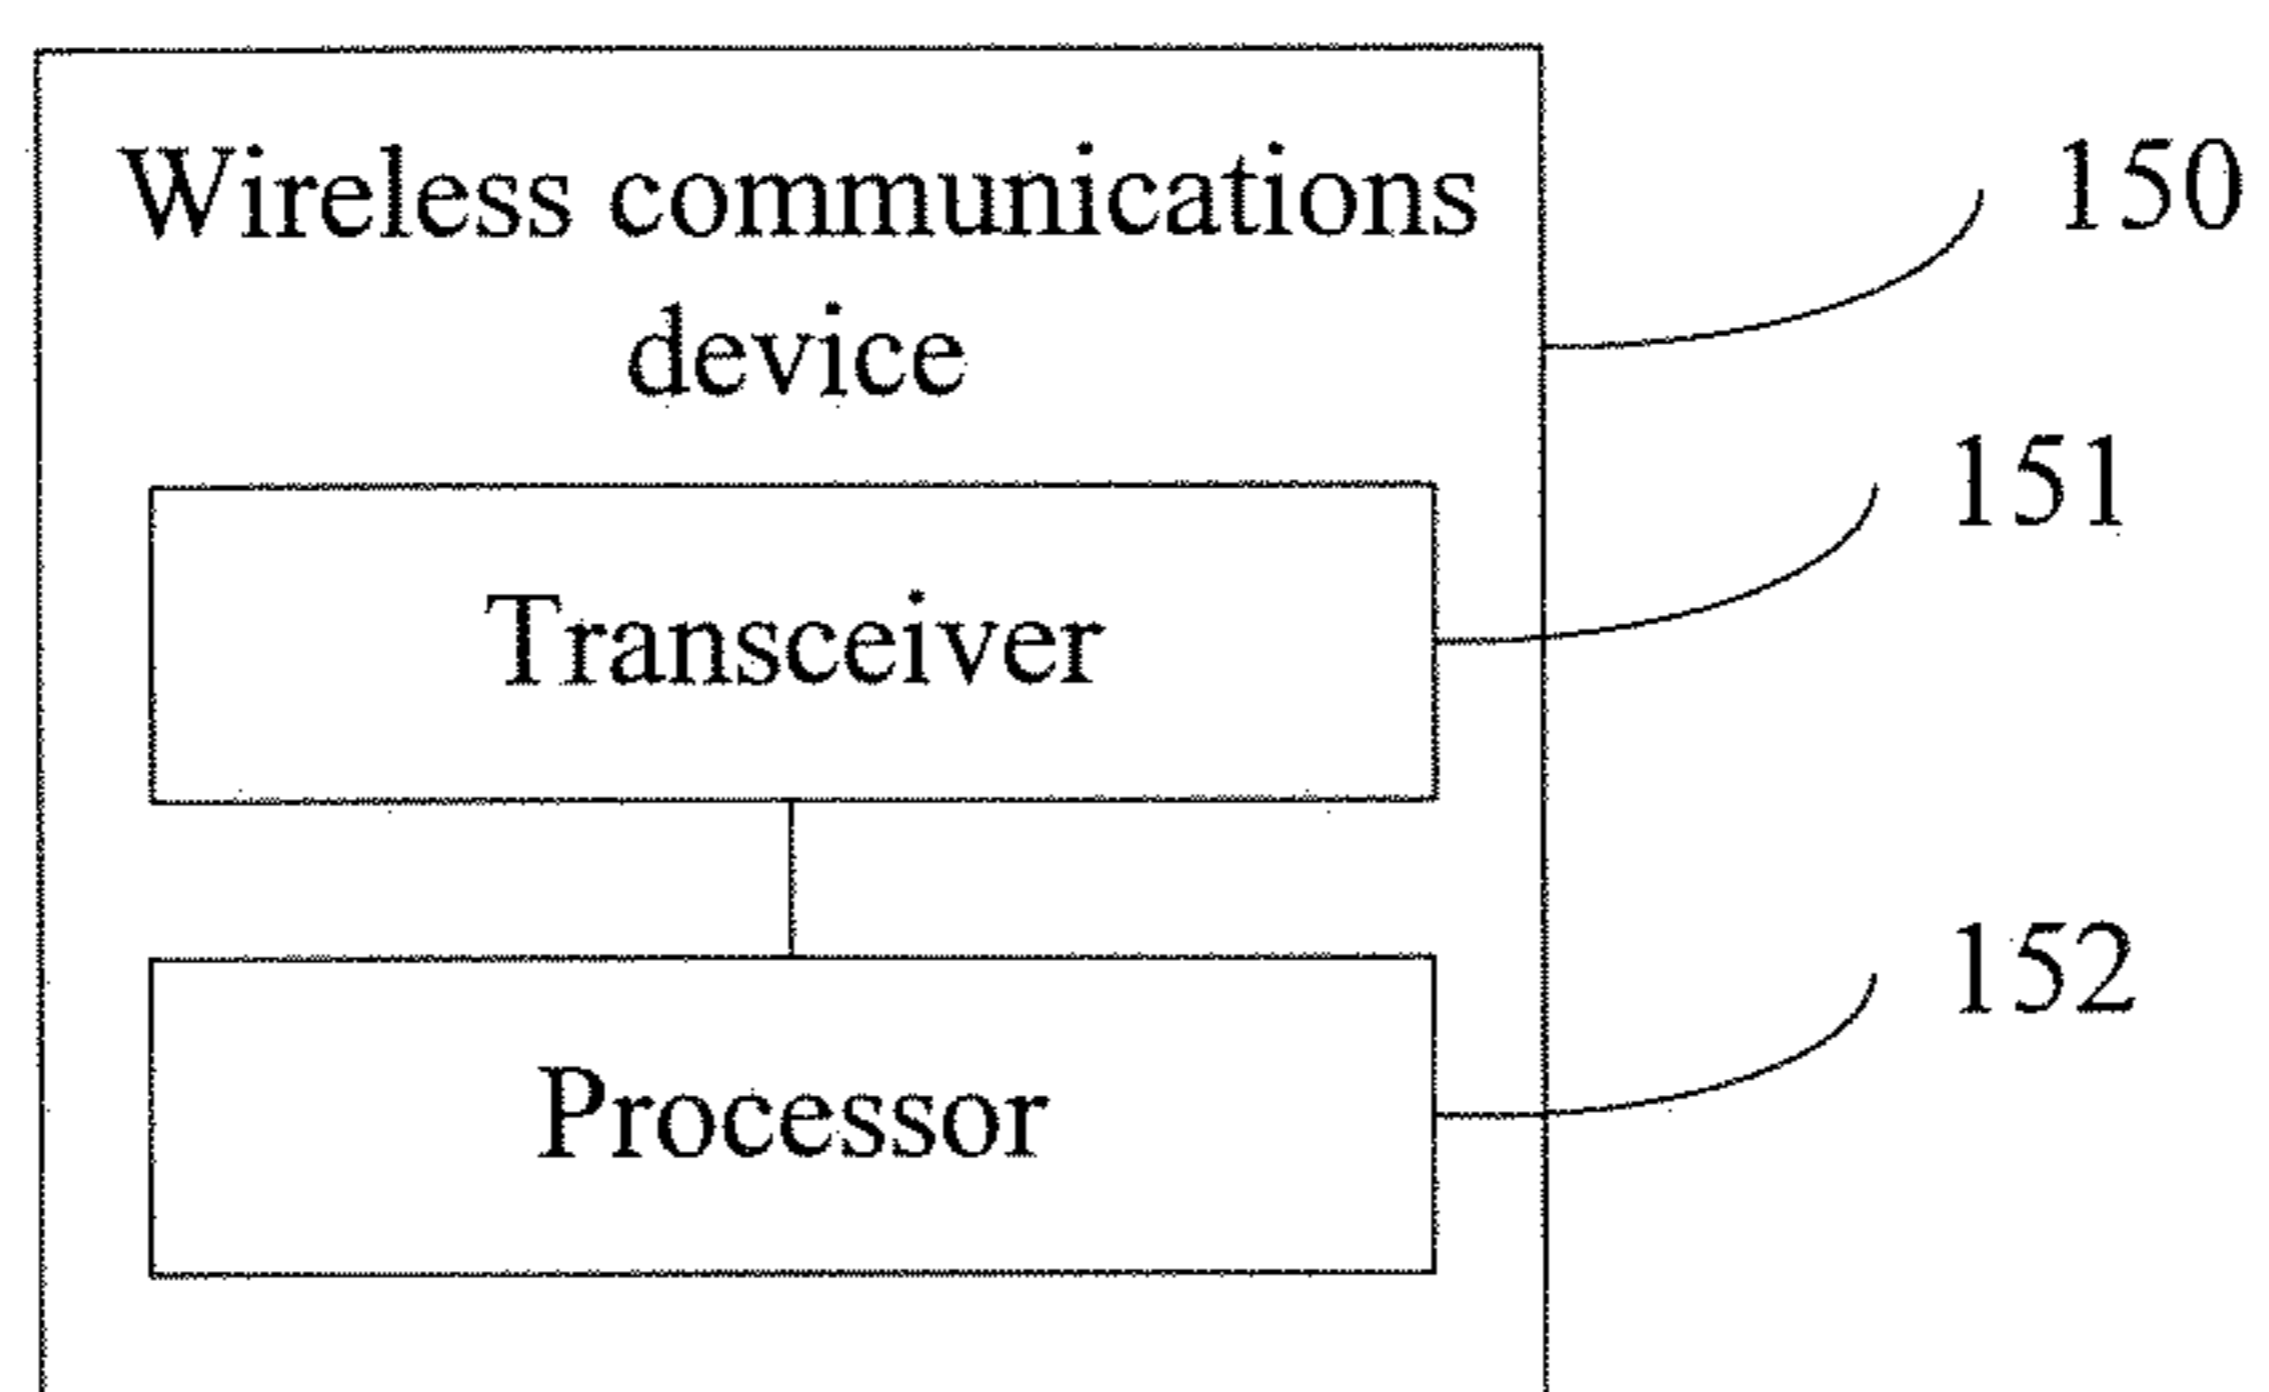 Wireless communications
device
150
151
Transceiver
152
Processor